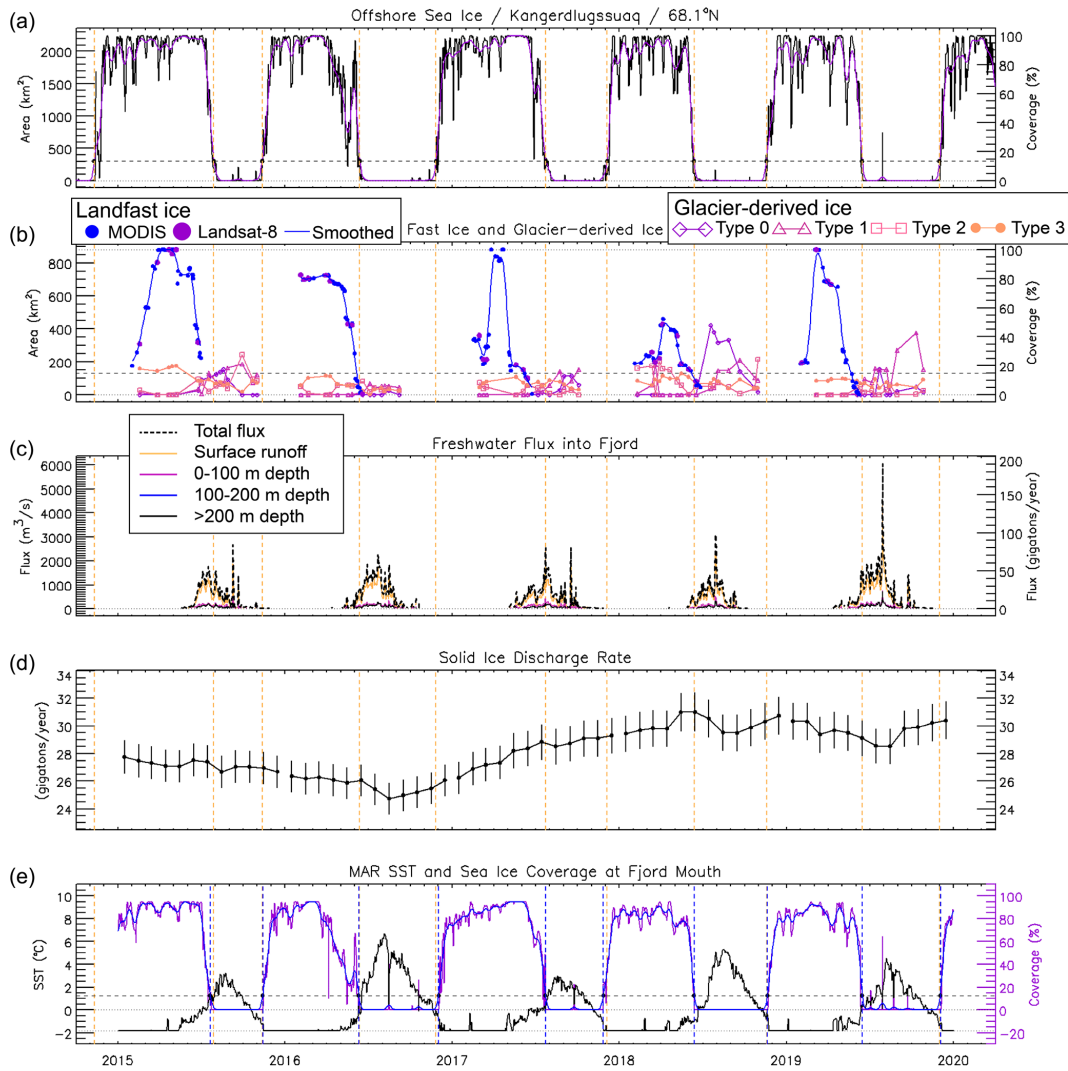 (a)
Offshore Sea Ice / Kangerdlugssuaq / 68.1°N
Area (km²)
2000
1500
1000
500
0
100
80
60
40
20
0
Coverage (%)
Landfast ice
MODIS Landsat-8 Smoothed
Glacier-derived ice
Type 0 Type 1 Type 2 Type 3
(b)
Fast Ice and Glacier-derived Ice
Area (km²)
800
600
400
200
0
100
80
60
40
20
0
Coverage (%)
Total flux
Surface runoff
0-100 m depth
100-200 m depth
>200 m depth
(c)
Freshwater Flux into Fjord
Flux (m³/s)
6000
5000
4000
3000
2000
1000
0
200
150
100
50
0
Flux (gigatons/year)
(d)
Solid Ice Discharge Rate
(gigatons/year)
34
32
30
28
26
24
34
32
30
28
26
24
(e)
MAR SST and Sea Ice Coverage at Fjord Mouth
SST (°C)
10
8
6
4
2
0
−2
100
80
60
40
20
0
−20
Coverage (%)
2015 2016 2017 2018 2019 2020